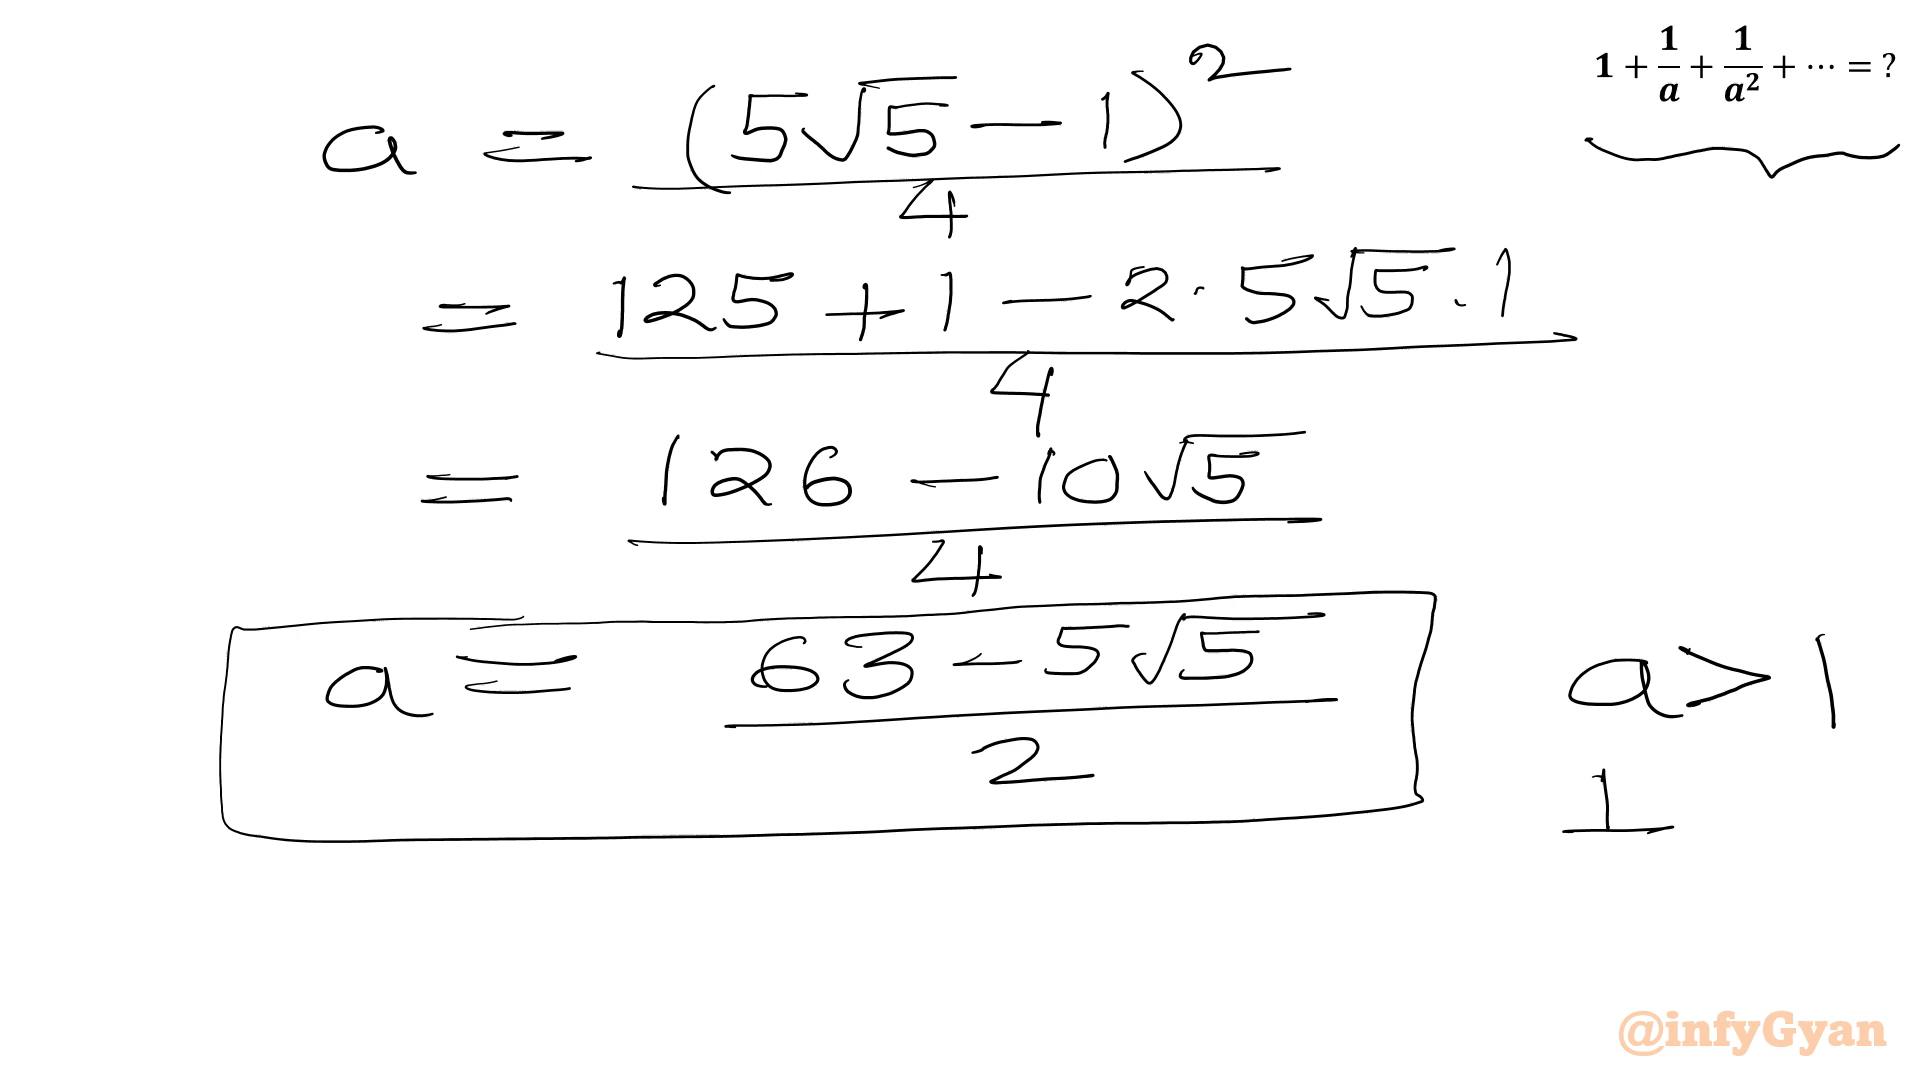 1 + 1/a + 1/a² + ⋯ = ?
a = (5√5 − 1)²/4
= 125 + 1 − 2 · 5√5 . 1/4
= 126 − 10√5/4
a = 63 − 5√5/2
a > 1
1
@infyGyan